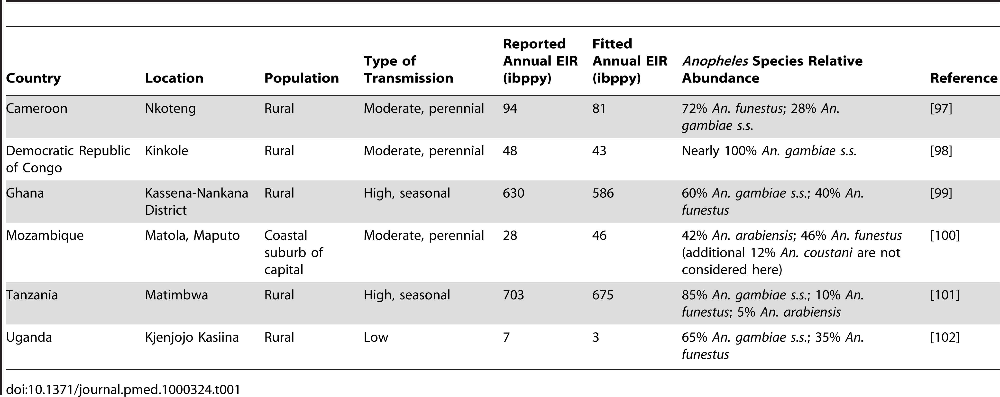 Country Location Population Type of Transmission Reported Annual EIR (ibppy) Fitted Annual EIR (ibppy) Anopheles Species Relative Abundance Reference
Cameroon Nkoteng Rural Moderate, perennial 94 81 72% An. funestus; 28% An. gambiae s.s. [97]
Democratic Republic of Congo Kinkole Rural Moderate, perennial 48 43 Nearly 100% An. gambiae s.s. [98]
Ghana Kassena-Nankana District Rural High, seasonal 630 586 60% An. gambiae s.s.; 40% An. funestus [99]
Mozambique Matola, Maputo Coastal suburb of capital Moderate, perennial 28 46 42% An. arabiensis; 46% An. funestus (additional 12% An. coustani are not considered here) [100]
Tanzania Matimbwa Rural High, seasonal 703 675 85% An. gambiae s.s.; 10% An. funestus; 5% An. arabiensis [101]
Uganda Kjenjojo Kasiina Rural Low 7 3 65% An. gambiae s.s.; 35% An. funestus [102]
doi:10.1371/journal.pmed.1000324.t001